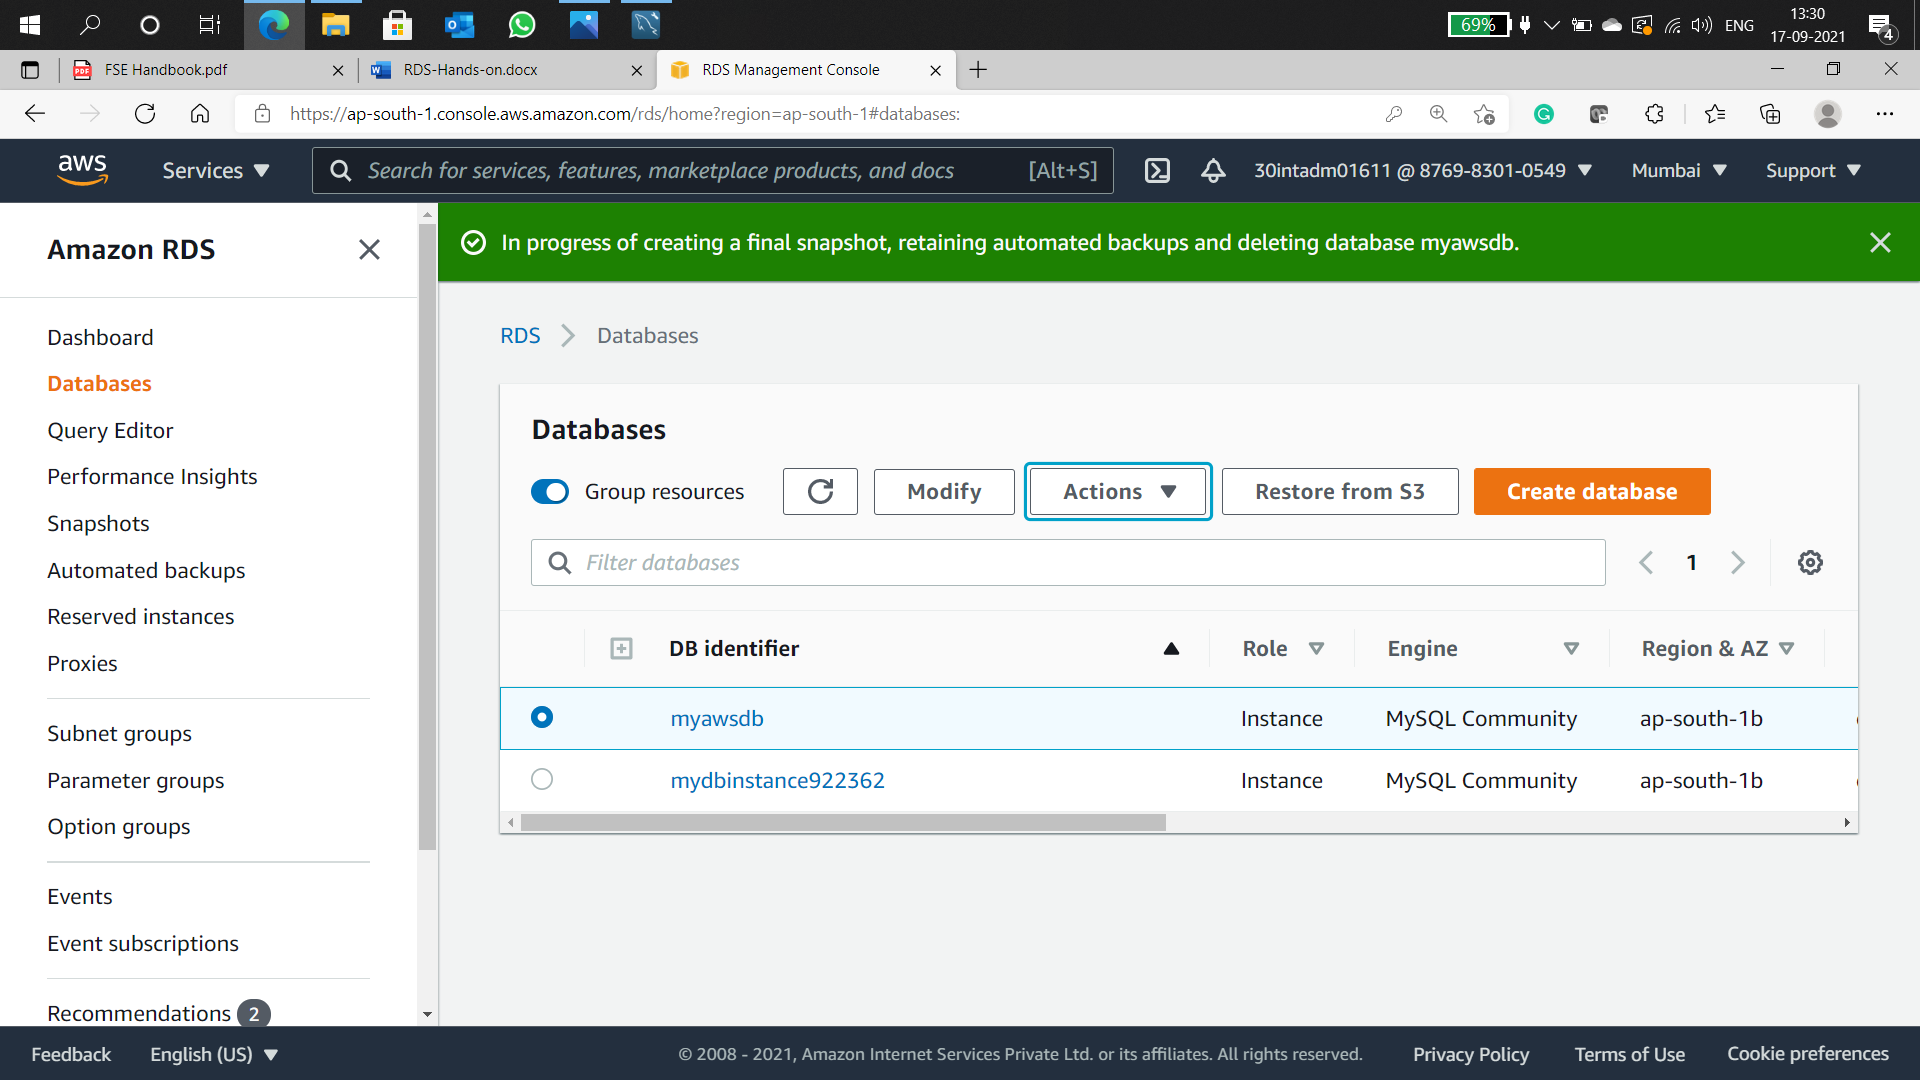 69%
ENG
13:30
17-09-2021
4
FSE Handbook.pdf
RDS-Hands-on.docx
RDS Management Console
https://ap-south-1.console.aws.amazon.com/rds/home?region=ap-south-1#databases:
aws
Services
Search for services, features, marketplace products, and docs
[Alt+S]
30intadm01611 @ 8769-8301-0549
Mumbai
Support
Amazon RDS
Dashboard
Databases
Query Editor
Performance Insights
Snapshots
Automated backups
Reserved instances
Proxies
Subnet groups
Parameter groups
Option groups
Events
Event subscriptions
Recommendations 2
In progress of creating a final snapshot, retaining automated backups and deleting database myawsdb.
RDS
Databases
Databases
Group resources
Modify
Actions
Restore from S3
Create database
Filter databases
1
DB identifier Role Engine Region & AZ
myawsdb Instance MySQL Community ap-south-1b
mydbinstance922362 Instance MySQL Community ap-south-1b
Feedback
English (US)
© 2008 - 2021, Amazon Internet Services Private Ltd. or its affiliates. All rights reserved.
Privacy Policy
Terms of Use
Cookie preferences